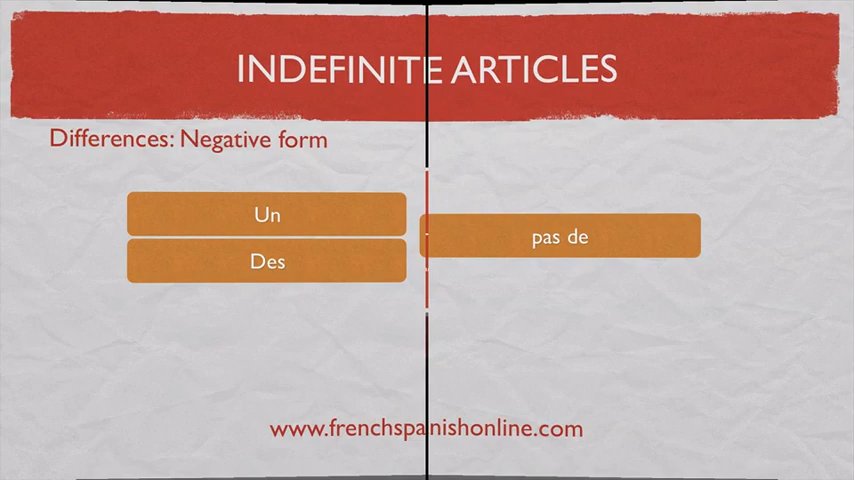 INDEFINITE ARTICLES
Differences: Negative form
Un
Des
pas de
www.frenchspanishonline.com